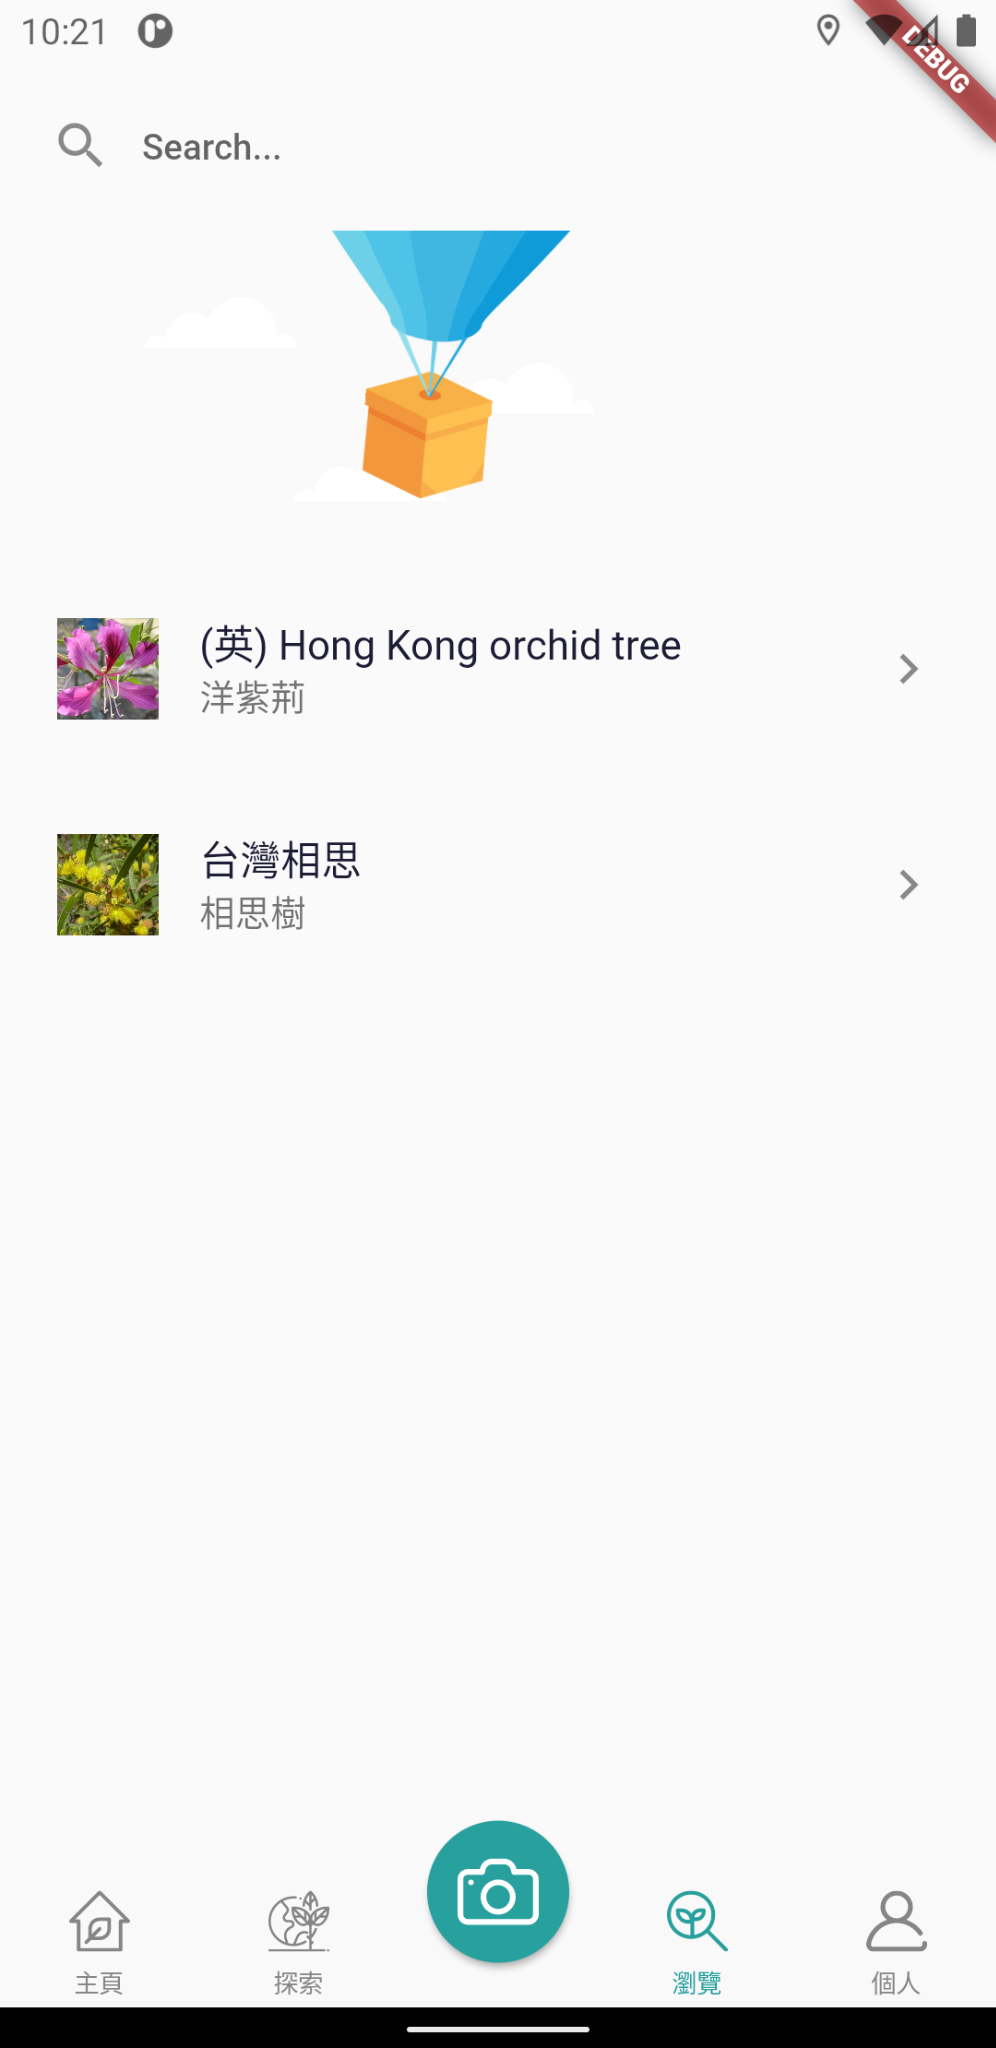 10:21
DEBUG
Search...
(英) Hong Kong orchid tree
洋紫荊
台灣相思
相思樹
主頁
探索
瀏覽
個人